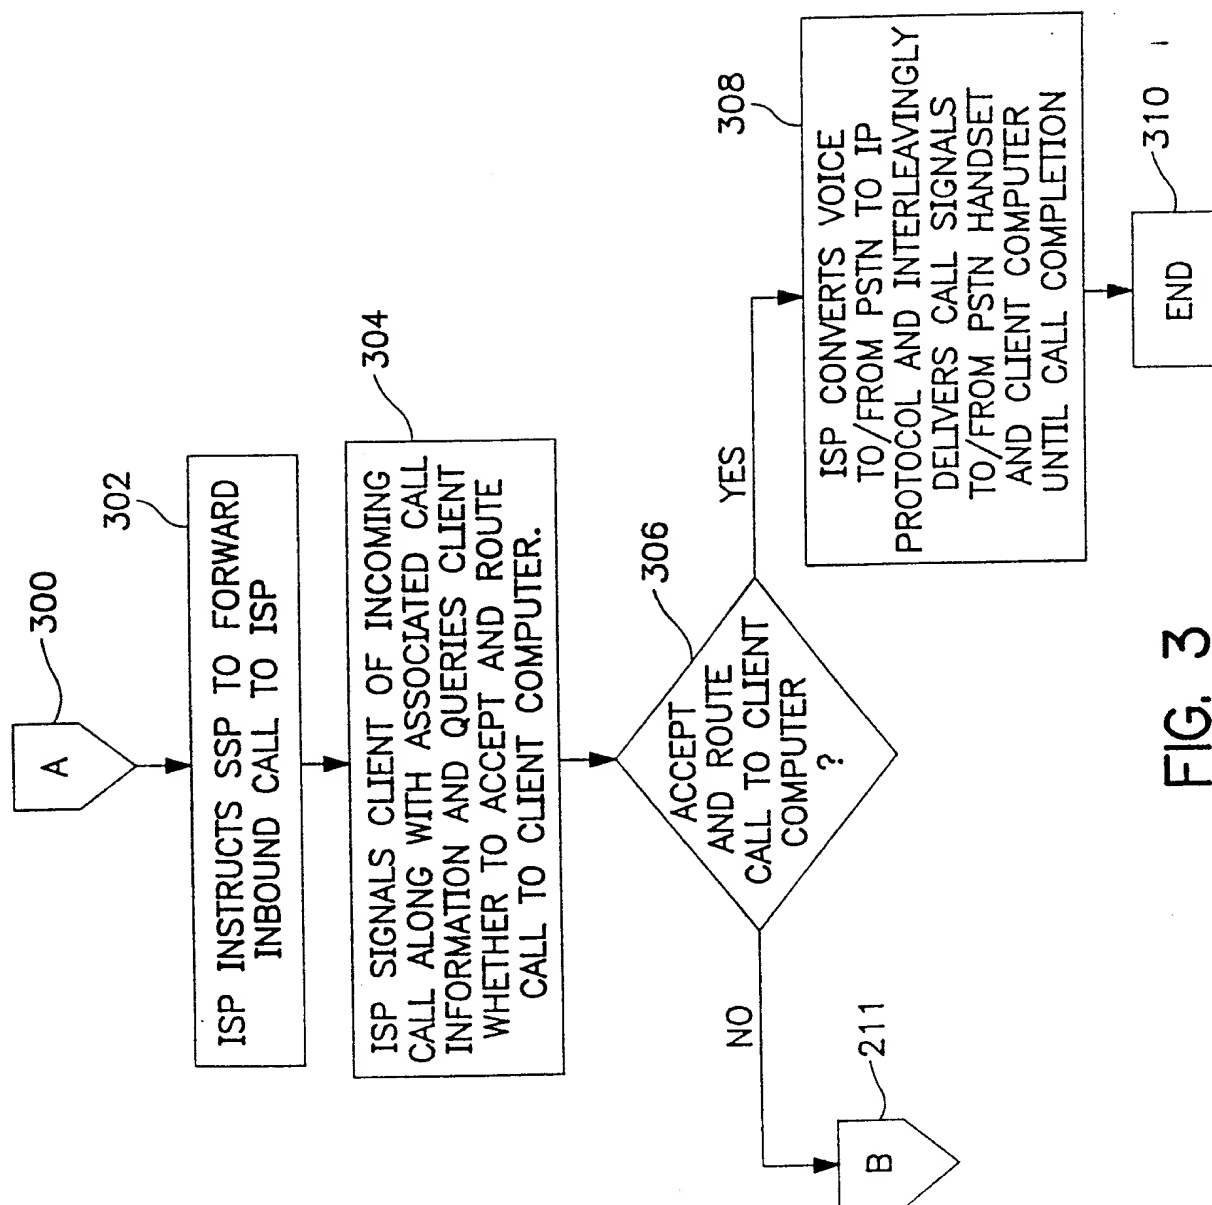 A
300
302
ISP INSTRUCTS SSP TO FORWARD
INBOUND CALL TO ISP
304
ISP SIGNALS CLIENT OF INCOMING
CALL ALONG WITH ASSOCIATED CALL
INFORMATION AND QUERIES CLIENT
WHETHER TO ACCEPT AND ROUTE
CALL TO CLIENT COMPUTER.
306
ACCEPT
AND ROUTE
CALL TO CLIENT
COMPUTER
?
NO
YES
B
211
308
ISP CONVERTS VOICE
TO/FROM PSTN TO IP
PROTOCOL AND INTERLEAVINGLY
DELIVERS CALL SIGNALS
TO/FROM PSTN HANDSET
AND CLIENT COMPUTER
UNTIL CALL COMPLETION
310
END
FIG. 3